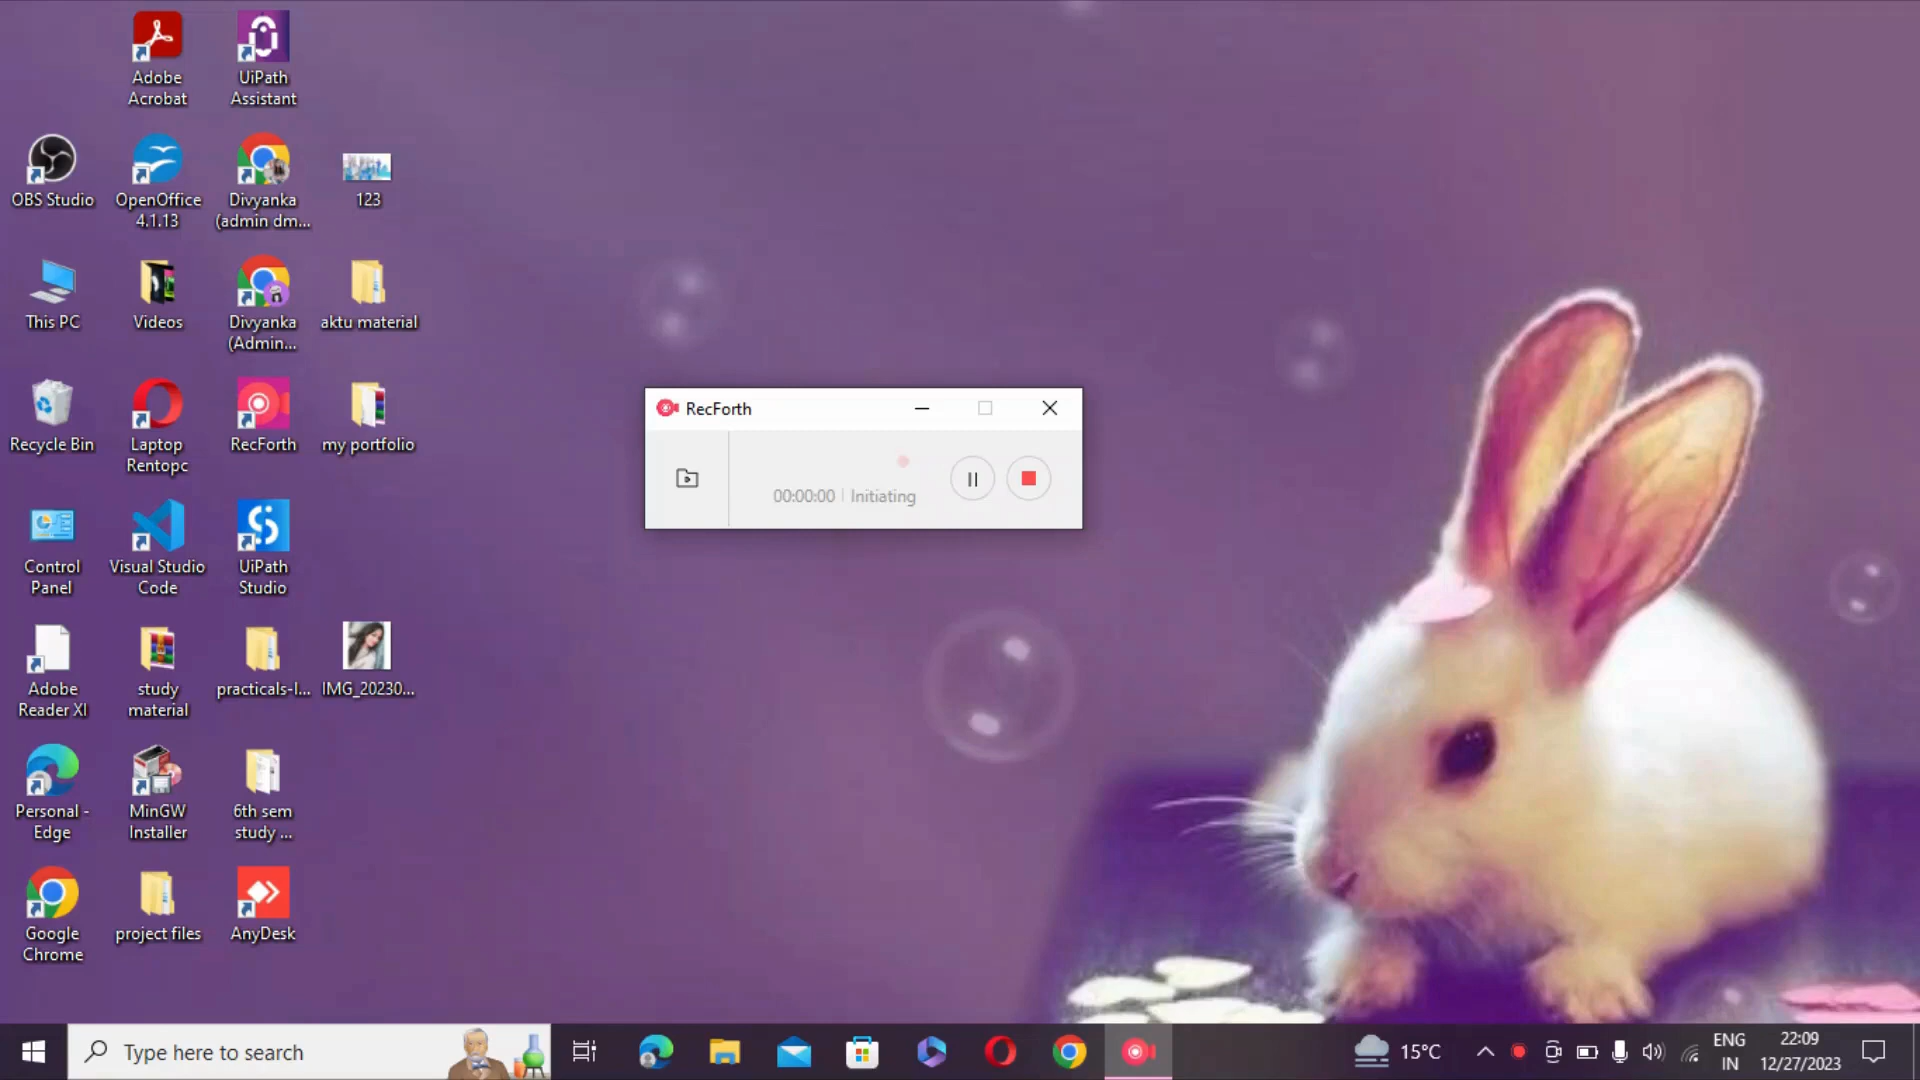 Adobe
Acrobat
UiPath
Assistant
OBS Studio
OpenOffice
4.1.13
Divyanka
(admin dm...
123
This PC
Videos
Divyanka
(Admin...
aktu material
Recycle Bin
Laptop
Rentopc
RecForth
my portfolio
RecForth
00:00:00 | Initiating
Control
Panel
Visual Studio
Code
UiPath
Studio
Adobe
Reader XI
study
material
practicals-I...
IMG_20230...
Personal -
Edge
MinGW
Installer
6th sem
study ...
Google
Chrome
project files
AnyDesk
Type here to search
15°C
ENG
IN
22:09
12/27/2023